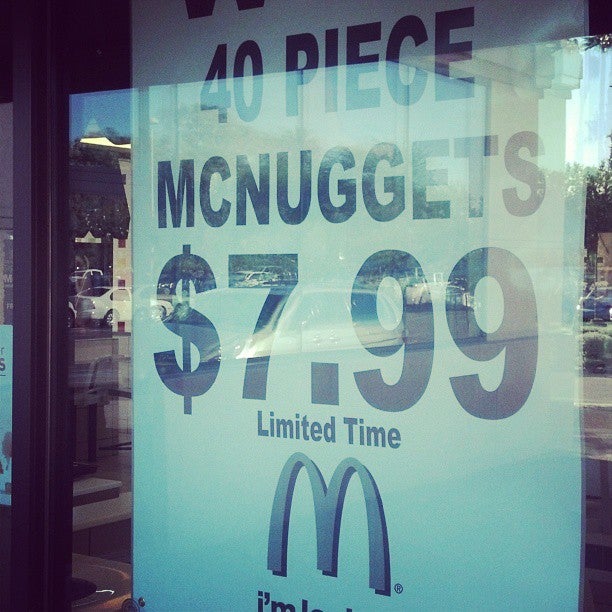 40 PIECE
MCNUGGETS
$7.99
Limited Time
M
®
i'm